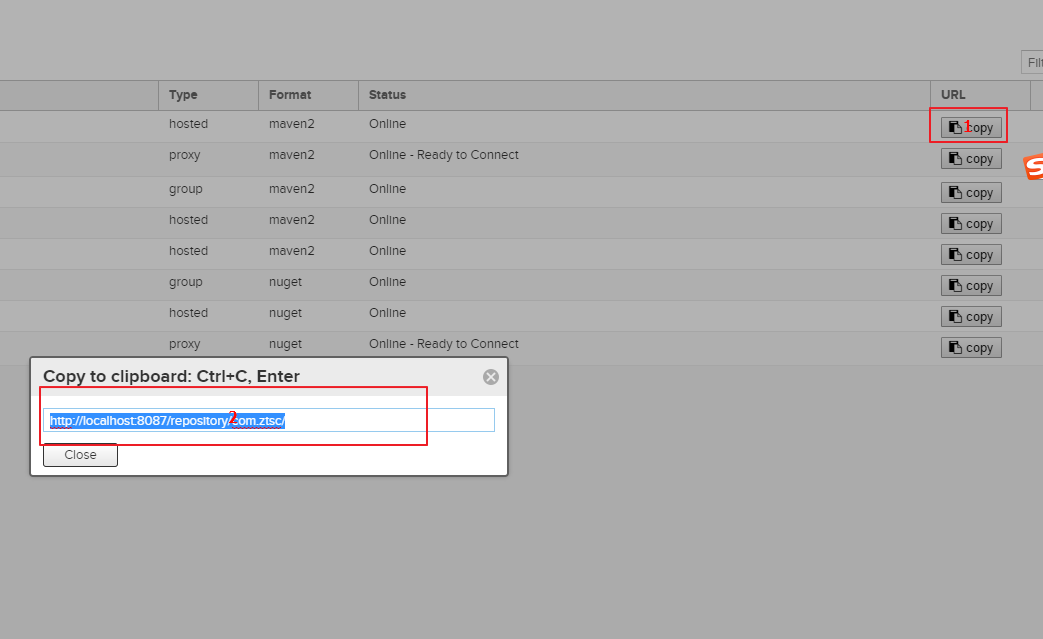 Filt
Type Format Status URL
hosted maven2 Online 1 copy
proxy maven2 Online - Ready to Connect copy
group maven2 Online copy
hosted maven2 Online copy
hosted maven2 Online copy
group nuget Online copy
hosted nuget Online copy
proxy nuget Online - Ready to Connect copy
Copy to clipboard: Ctrl+C, Enter
http://localhost:8087/repository/com.ztsc/
2
Close